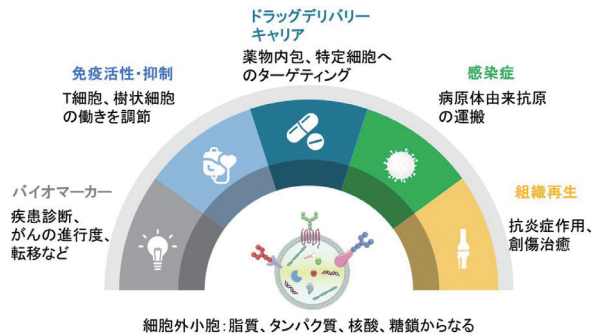 ドラッグデリバリー
キャリア
薬物内包、特定細胞へ
のターゲティング
免疫活性・抑制
T細胞、樹状細胞
の働きを調節
感染症
病原体由来抗原
の運搬
バイオマーカー
疾患診断、
がんの進行度、
転移など
組織再生
抗炎症作用、
創傷治癒
細胞外小胞：脂質、タンパク質、核酸、糖鎖からなる